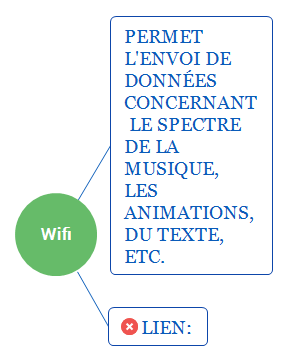 PERMET
L'ENVOI DE
DONNÉES
CONCERNANT
LE SPECTRE
DE LA
MUSIQUE,
LES
ANIMATIONS,
DU TEXTE,
ETC.
Wifi
LIEN: